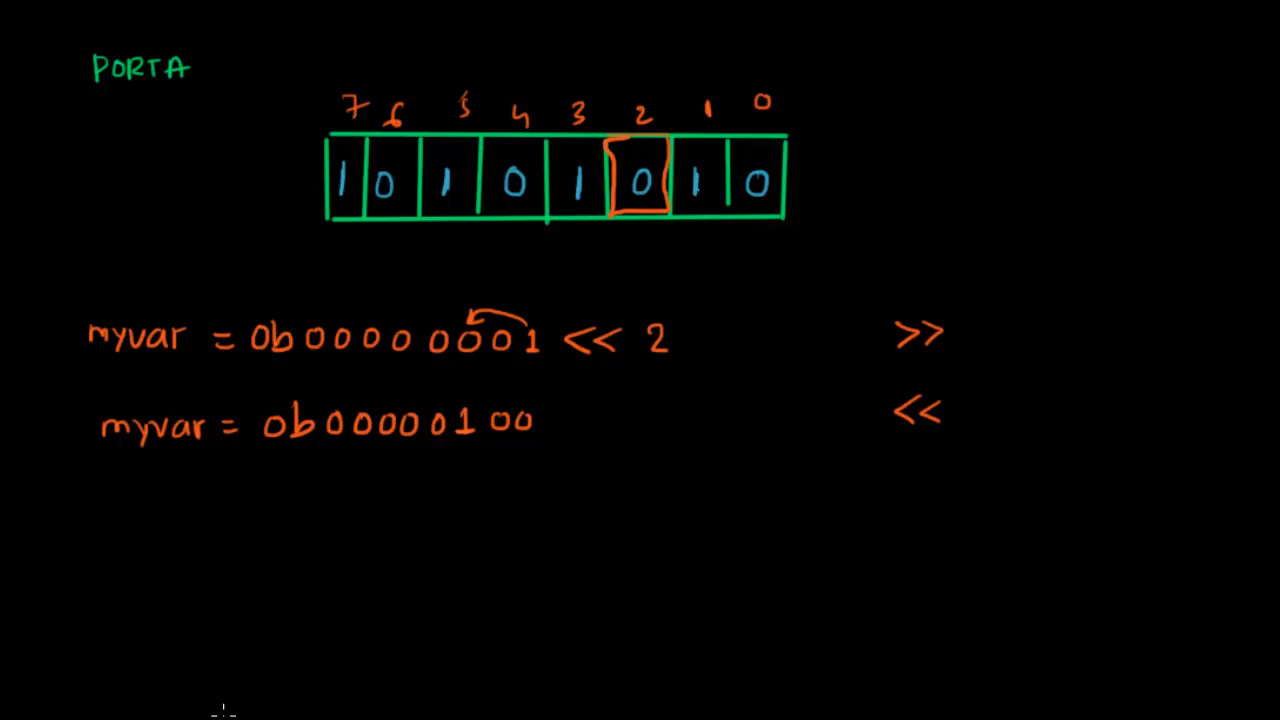 PORTA
7 6 5 4 3 2 1 0
1 0 1 0 1 0 1 0
myvar = 0b00000001 << 2 >>
myvar = 0b00000100 <<